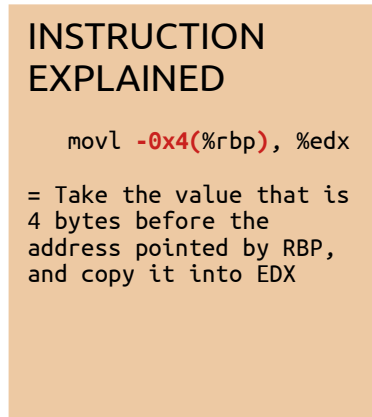 INSTRUCTION
EXPLAINED
movl -0x4(%rbp), %edx
= Take the value that is
4 bytes before the
address pointed by RBP,
and copy it into EDX